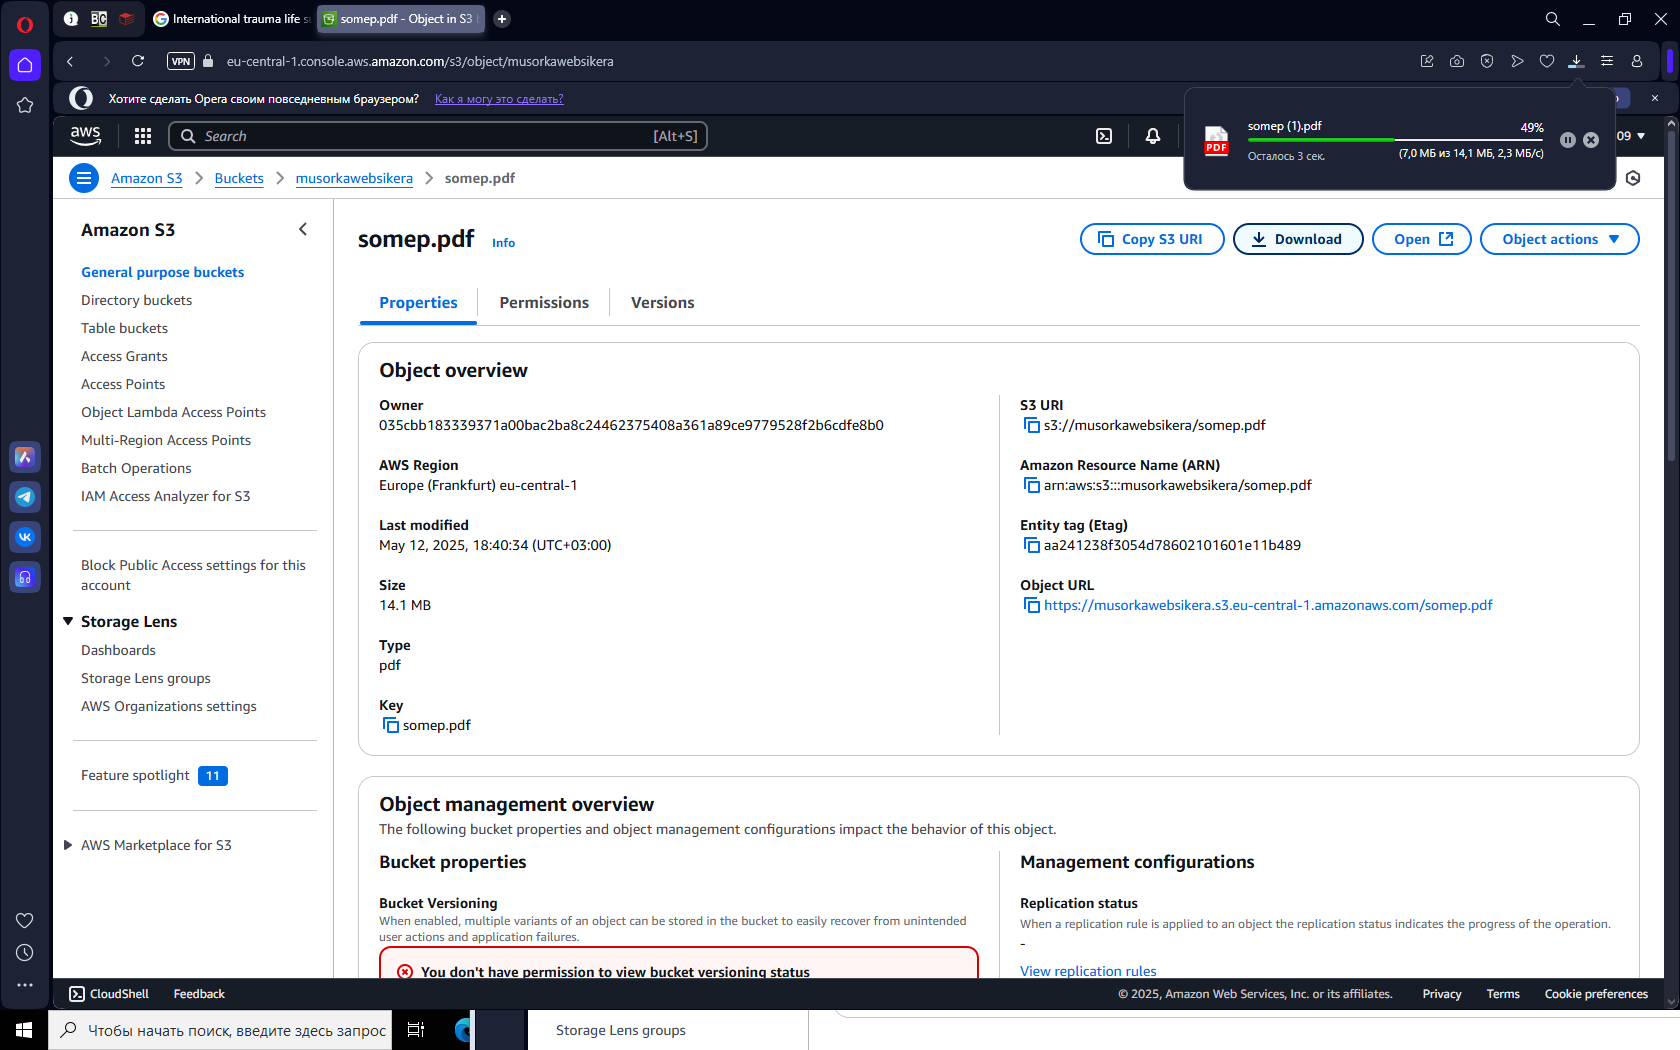 International trauma life s
somep.pdf - Object in S3
VPN
eu-central-1.console.aws.amazon.com/s3/object/musorkawebsikera
Хотите сделать Opera своим повседневным браузером?
Как я могу это сделать?
somep (1).pdf
49%
PDF
Осталось 3 сек.
(7,0 МБ из 14,1 МБ, 2,3 МБ/с)
aws
Search
[Alt+S]
09
Amazon S3
Buckets
musorkawebsikera
somep.pdf
Amazon S3
General purpose buckets
Directory buckets
Table buckets
Access Grants
Access Points
Object Lambda Access Points
Multi-Region Access Points
Batch Operations
IAM Access Analyzer for S3
Block Public Access settings for this
account
Storage Lens
Dashboards
Storage Lens groups
AWS Organizations settings
Feature spotlight
11
AWS Marketplace for S3
somep.pdf
Info
Copy S3 URI
Download
Open
Object actions
Properties
Permissions
Versions
Object overview
Owner
035cbb183339371a00bac2ba8c24462375408a361a89ce9779528f2b6cdfe8b0
AWS Region
Europe (Frankfurt) eu-central-1
Last modified
May 12, 2025, 18:40:34 (UTC+03:00)
Size
14.1 MB
Type
pdf
Key
somep.pdf
S3 URI
s3://musorkawebsikera/somep.pdf
Amazon Resource Name (ARN)
arn:aws:s3:::musorkawebsikera/somep.pdf
Entity tag (Etag)
aa241238f3054d78602101601e11b489
Object URL
https://musorkawebsikera.s3.eu-central-1.amazonaws.com/somep.pdf
Object management overview
The following bucket properties and object management configurations impact the behavior of this object.
Bucket properties
Bucket Versioning
When enabled, multiple variants of an object can be stored in the bucket to easily recover from unintended
user actions and application failures.
You don't have permission to view bucket versioning status
Management configurations
Replication status
When a replication rule is applied to an object the replication status indicates the progress of the operation.
-
View replication rules
CloudShell
Feedback
© 2025, Amazon Web Services, Inc. or its affiliates.
Privacy
Terms
Cookie preferences
Чтобы начать поиск, введите здесь запрос
Storage Lens groups